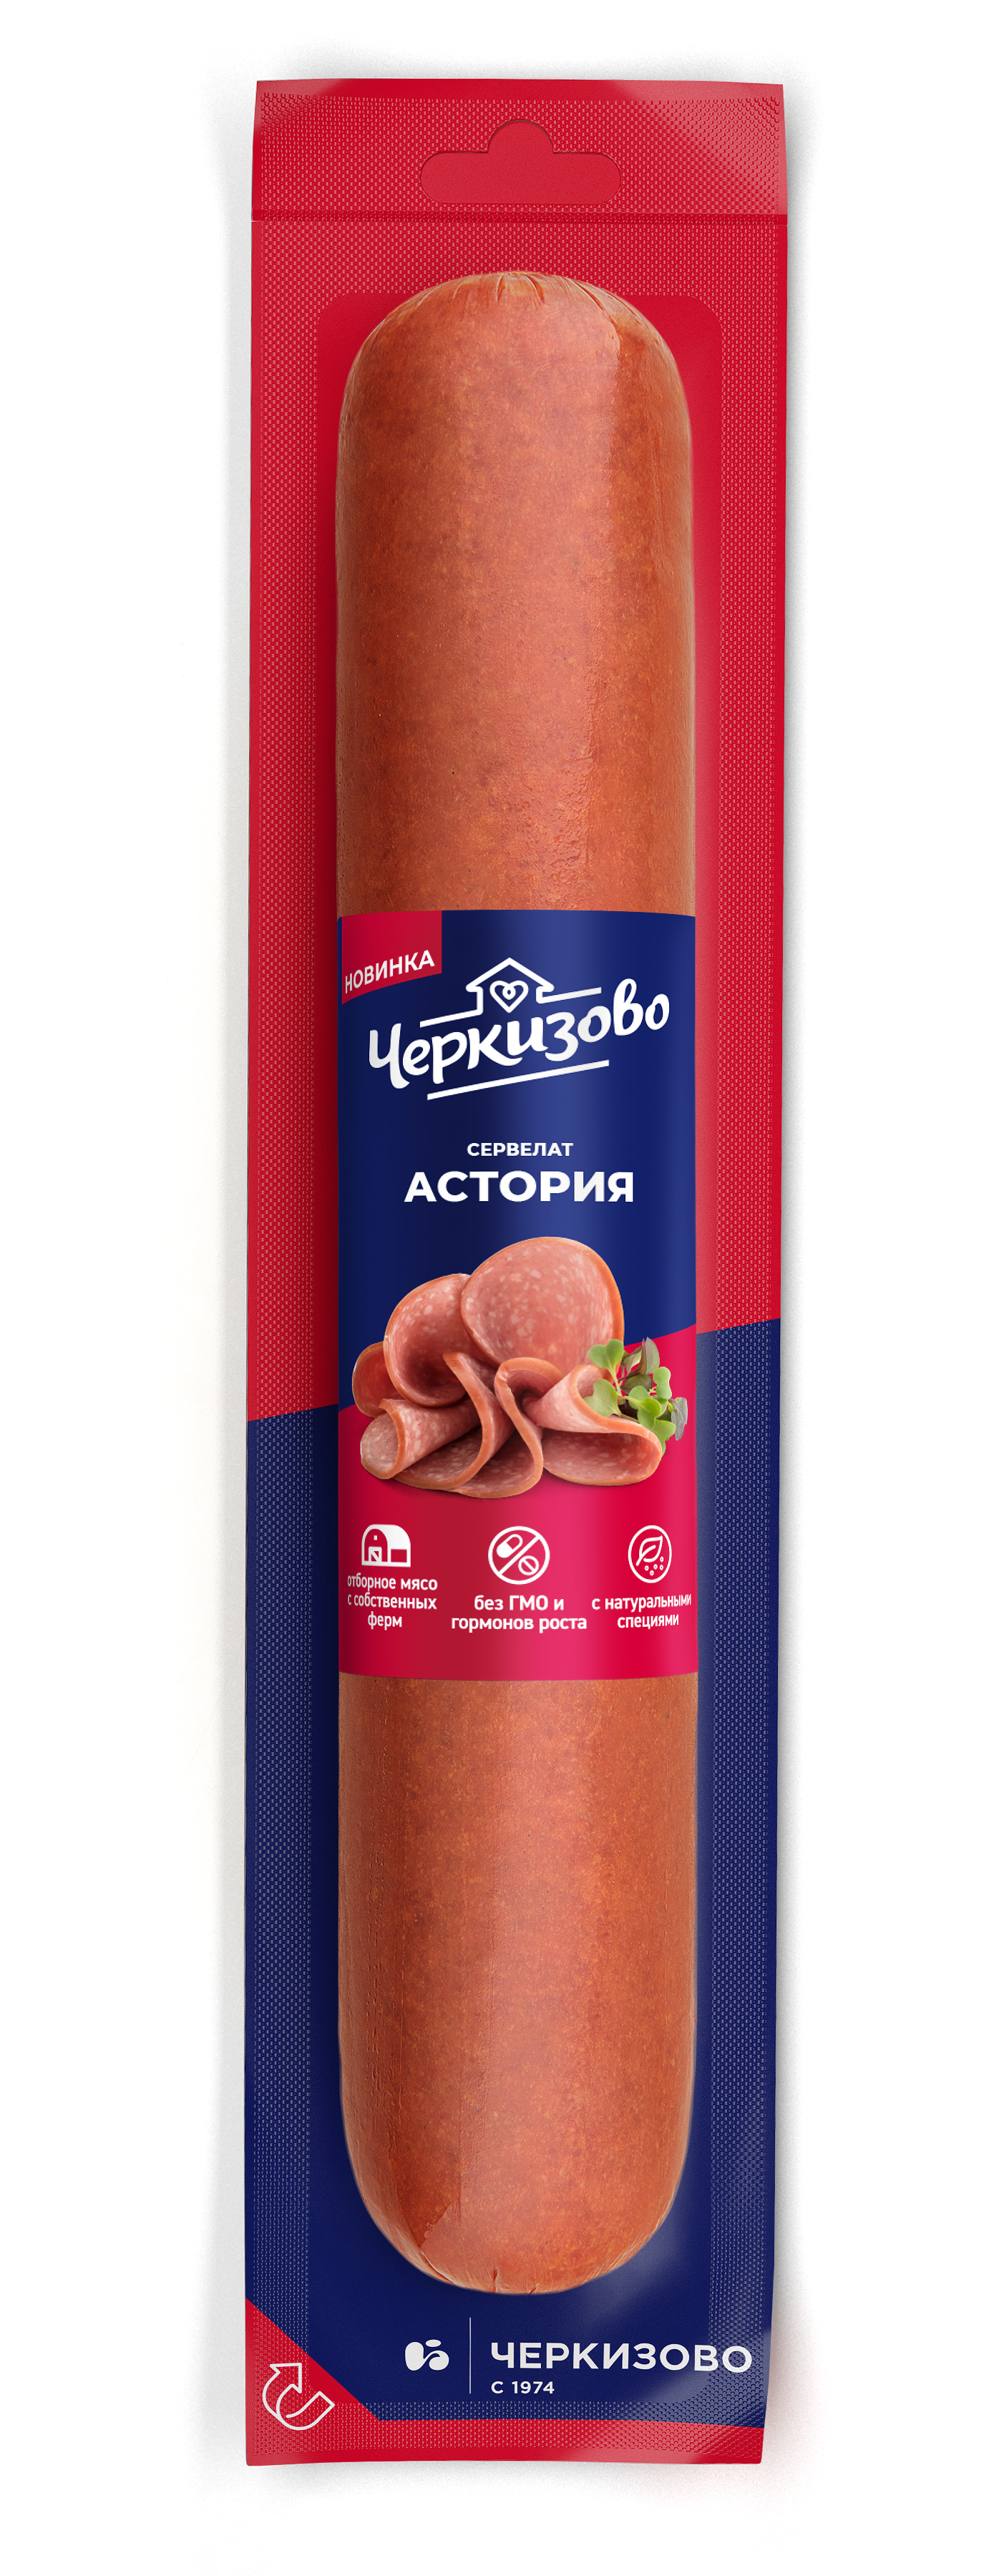 НОВИНКА
Черкизово
СЕРВЕЛАТ
АСТОРИЯ
отборное мясо
с собственных
ферм
без ГМО и
гормонов роста
с натуральными
специями
ЧЕРКИЗОВО
С 1974